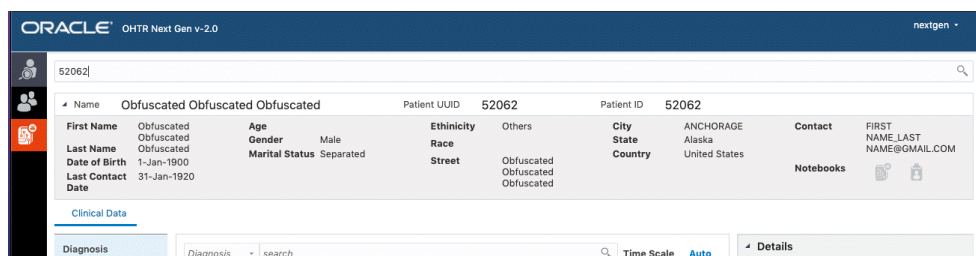 ORACLE® OHTR Next Gen v-2.0 nextgen
52062
Name Obfuscated Obfuscated Obfuscated Patient UUID 52062 Patient ID 52062
First Name Obfuscated Obfuscated
Last Name Obfuscated
Date of Birth 1-Jan-1900
Last Contact Date 31-Jan-1920
Age
Gender Male
Marital Status Separated
Ethinicity Others
Race
Street Obfuscated
Obfuscated
Obfuscated
City ANCHORAGE
State Alaska
Country United States
Contact FIRST
NAME_LAST
NAME@GMAIL.COM
Notebooks
Clinical Data
Diagnosis
Diagnosis search Time Scale Auto
Details